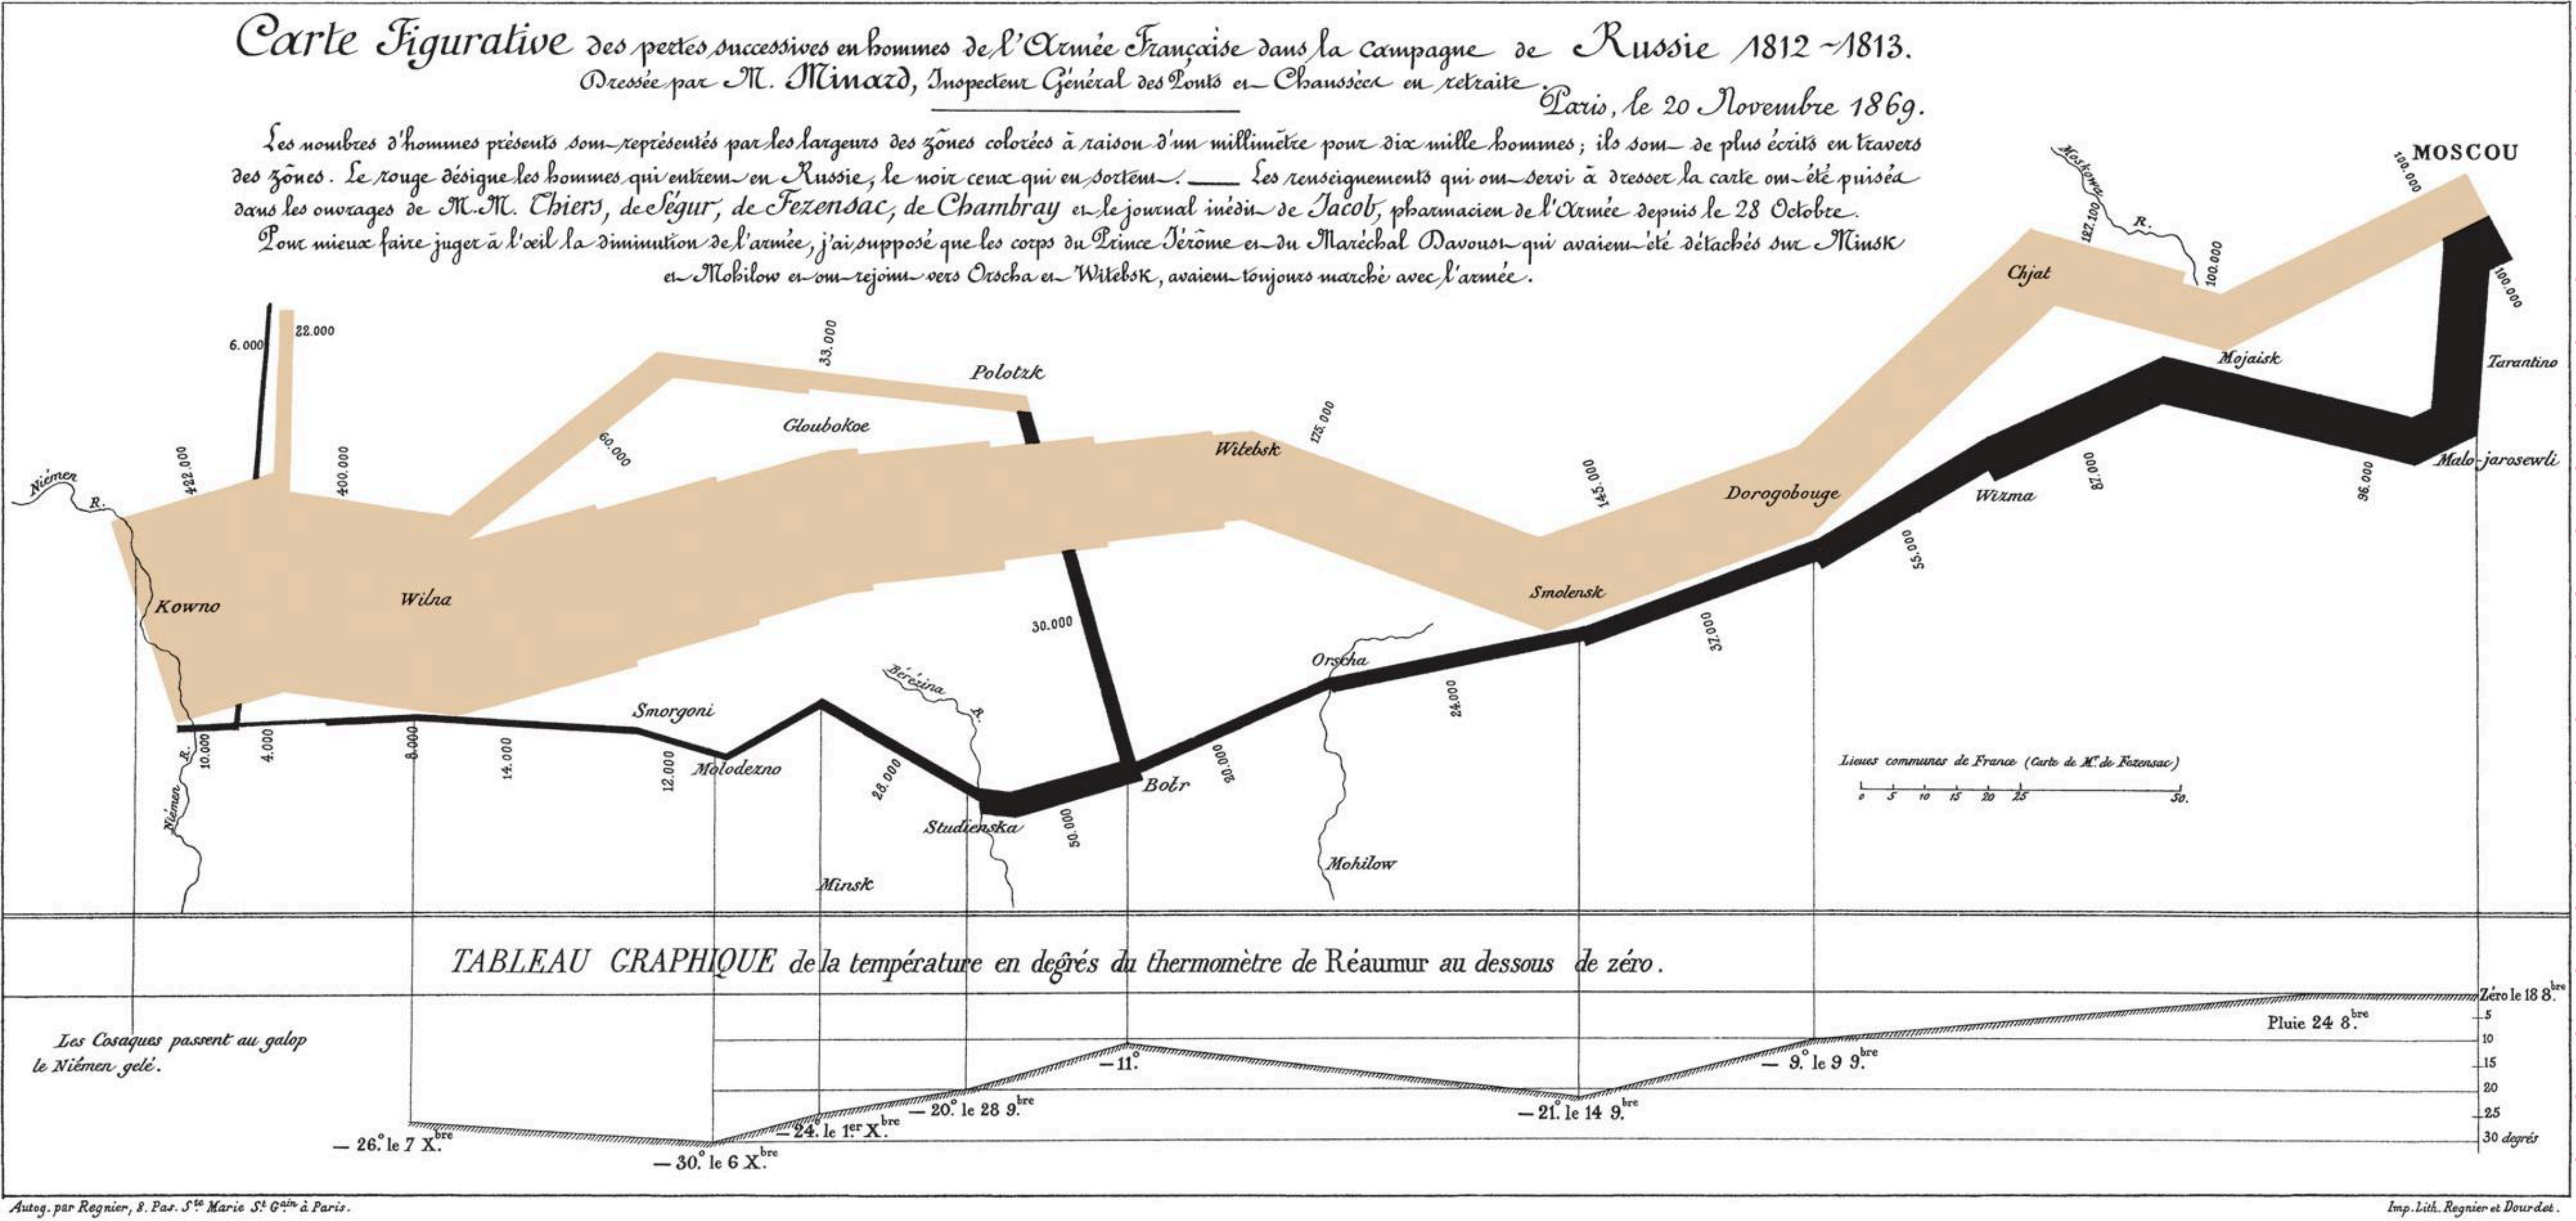 Carte Figurative des pertes successives en hommes de l'Armée Française dans la campagne de Russie 1812~1813.
Dressée par M. Minard, Inspecteur Général des Ponts et Chaussées en retraite.
Paris, le 20 Novembre 1869.
Les nombres d'hommes présents sont représentés par les largeurs des zônes colorées à raison d'un millimètre pour dix mille hommes; ils sont de plus écrits en travers
des zônes. Le rouge désigne les hommes qui entrent en Russie, le noir ceux qui en sortent. — Les renseignements qui ont servi à dresser la carte ont été puisés
dans les ouvrages de M.M. Thiers, de Ségur, de Fezensac, de Chambray et le journal inédit de Jacob, pharmacien de l'Armée depuis le 28 Octobre.
Pour mieux faire juger à l'œil la diminution de l'armée, j'ai supposé que les corps du Prince Jérôme et du Maréchal Davoust qui avaient été détachés sur Minsk
et Mohilow et ont rejoint vers Orscha et Witebsk, avaient toujours marché avec l'armée.
MOSCOU
100.000
Moskowa
R.
127.100
100.000
Chjat
100.000
6.000
22.000
33.000
Polotzk
Mojaisk
Tarantino
Gloubokoe
60.000
175.000
Witebsk
422.000
400.000
145.000
Niémen
R.
Dorogobouge
Wizma
87.000
96.000
Malo-jarosewli
55.000
Kowno
Wilna
Smolensk
30.000
37.000
Orscha
24.000
Bérézina
R.
Smorgoni
10.000
4.000
8.000
14.000
12.000
Molodezno
28.000
20.000
Botr
R.
Niémen
Studienska
50.000
Lieues communes de France (Carte de M.r de Fezensac)
0 5 10 15 20 25 50.
Mohilow
Minsk
TABLEAU GRAPHIQUE de la température en degrés du thermomètre de Réaumur au dessous de zéro.
Zéro le 18 8.bre
5
Pluie 24 8.bre
10
15
20
25
30 degrés
Les Cosaques passent au galop
le Niémen gelé.
— 26.° le 7 X.bre
— 30.° le 6 X.bre
— 24.° le 1.er X.bre
— 20.° le 28 9.bre
— 11.°
— 21.° le 14 9.bre
— 9.° le 9 9.bre
Autog. par Regnier, 8. Pas. S.te Marie S.t G.ain à Paris.
Imp. Lith. Regnier et Dourdet.